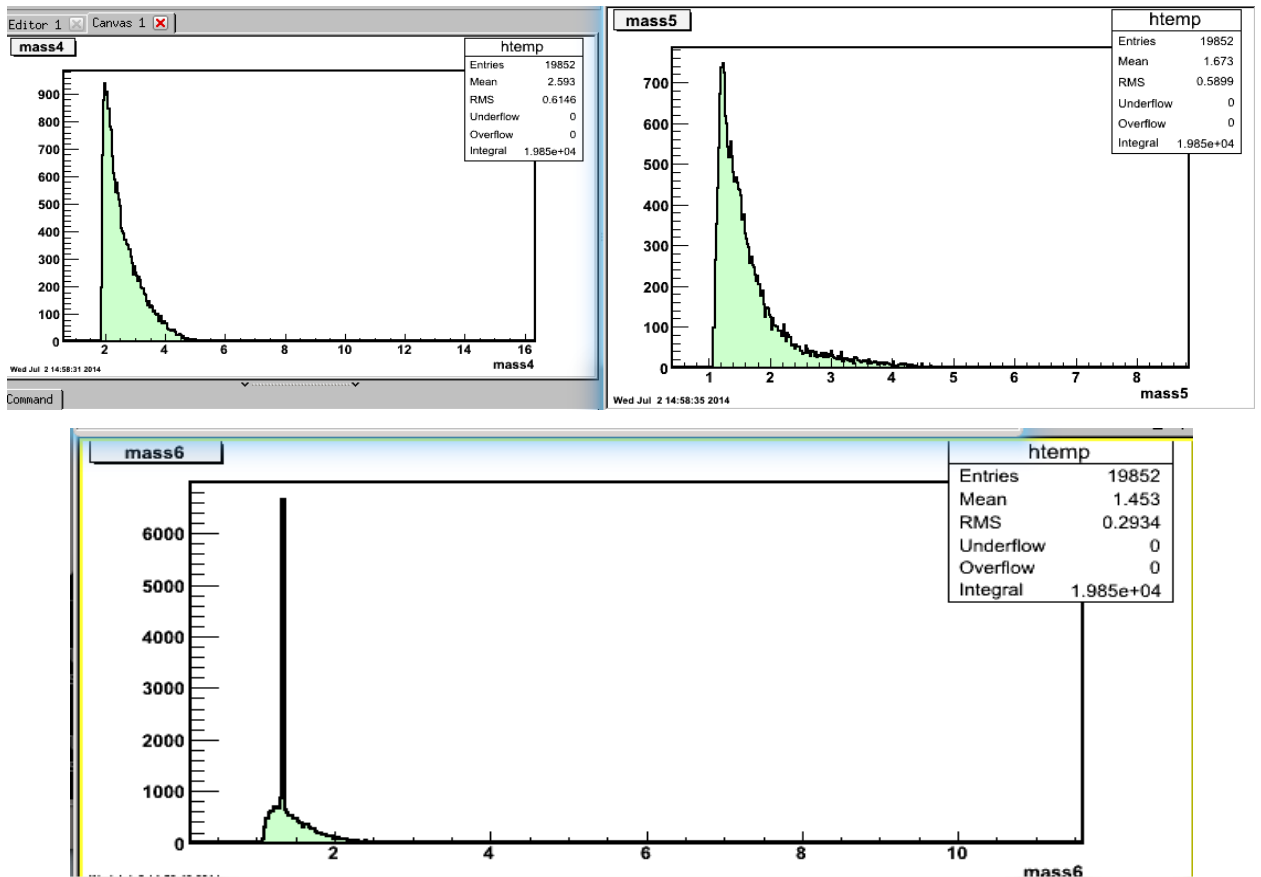 Editor 1 Canvas 1
mass4
htemp
Entries 19852
Mean 2.593
RMS 0.6146
Underflow 0
Overflow 0
Integral 1.985e+04
900
800
700
600
500
400
300
200
100
0
2 4 6 8 10 12 14 16
mass4
Wed Jul 2 14:58:31 2014
Command
mass5
htemp
Entries 19852
Mean 1.673
RMS 0.5899
Underflow 0
Overflow 0
Integral 1.985e+04
700
600
500
400
300
200
100
0
1 2 3 4 5 6 7 8
mass5
Wed Jul 2 14:58:35 2014
mass6
htemp
Entries 19852
Mean 1.453
RMS 0.2934
Underflow 0
Overflow 0
Integral 1.985e+04
6000
5000
4000
3000
2000
1000
0
2 4 6 8 10
mass6